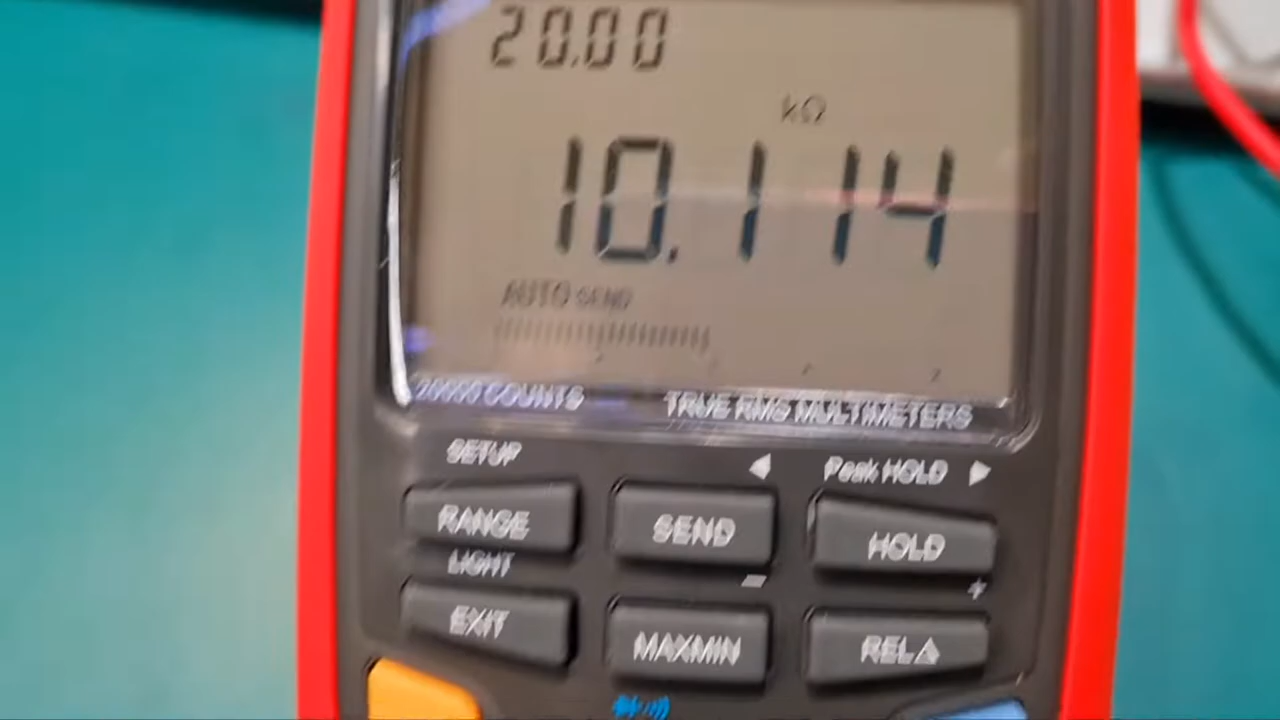 20.00
kΩ
10.114
AUTO SEND
20000 COUNTS TRUE RMS MULTIMETERS
SETUP ◀ Peak HOLD ▶
RANGE SEND HOLD
LIGHT − +
EXIT MAXMIN REL△